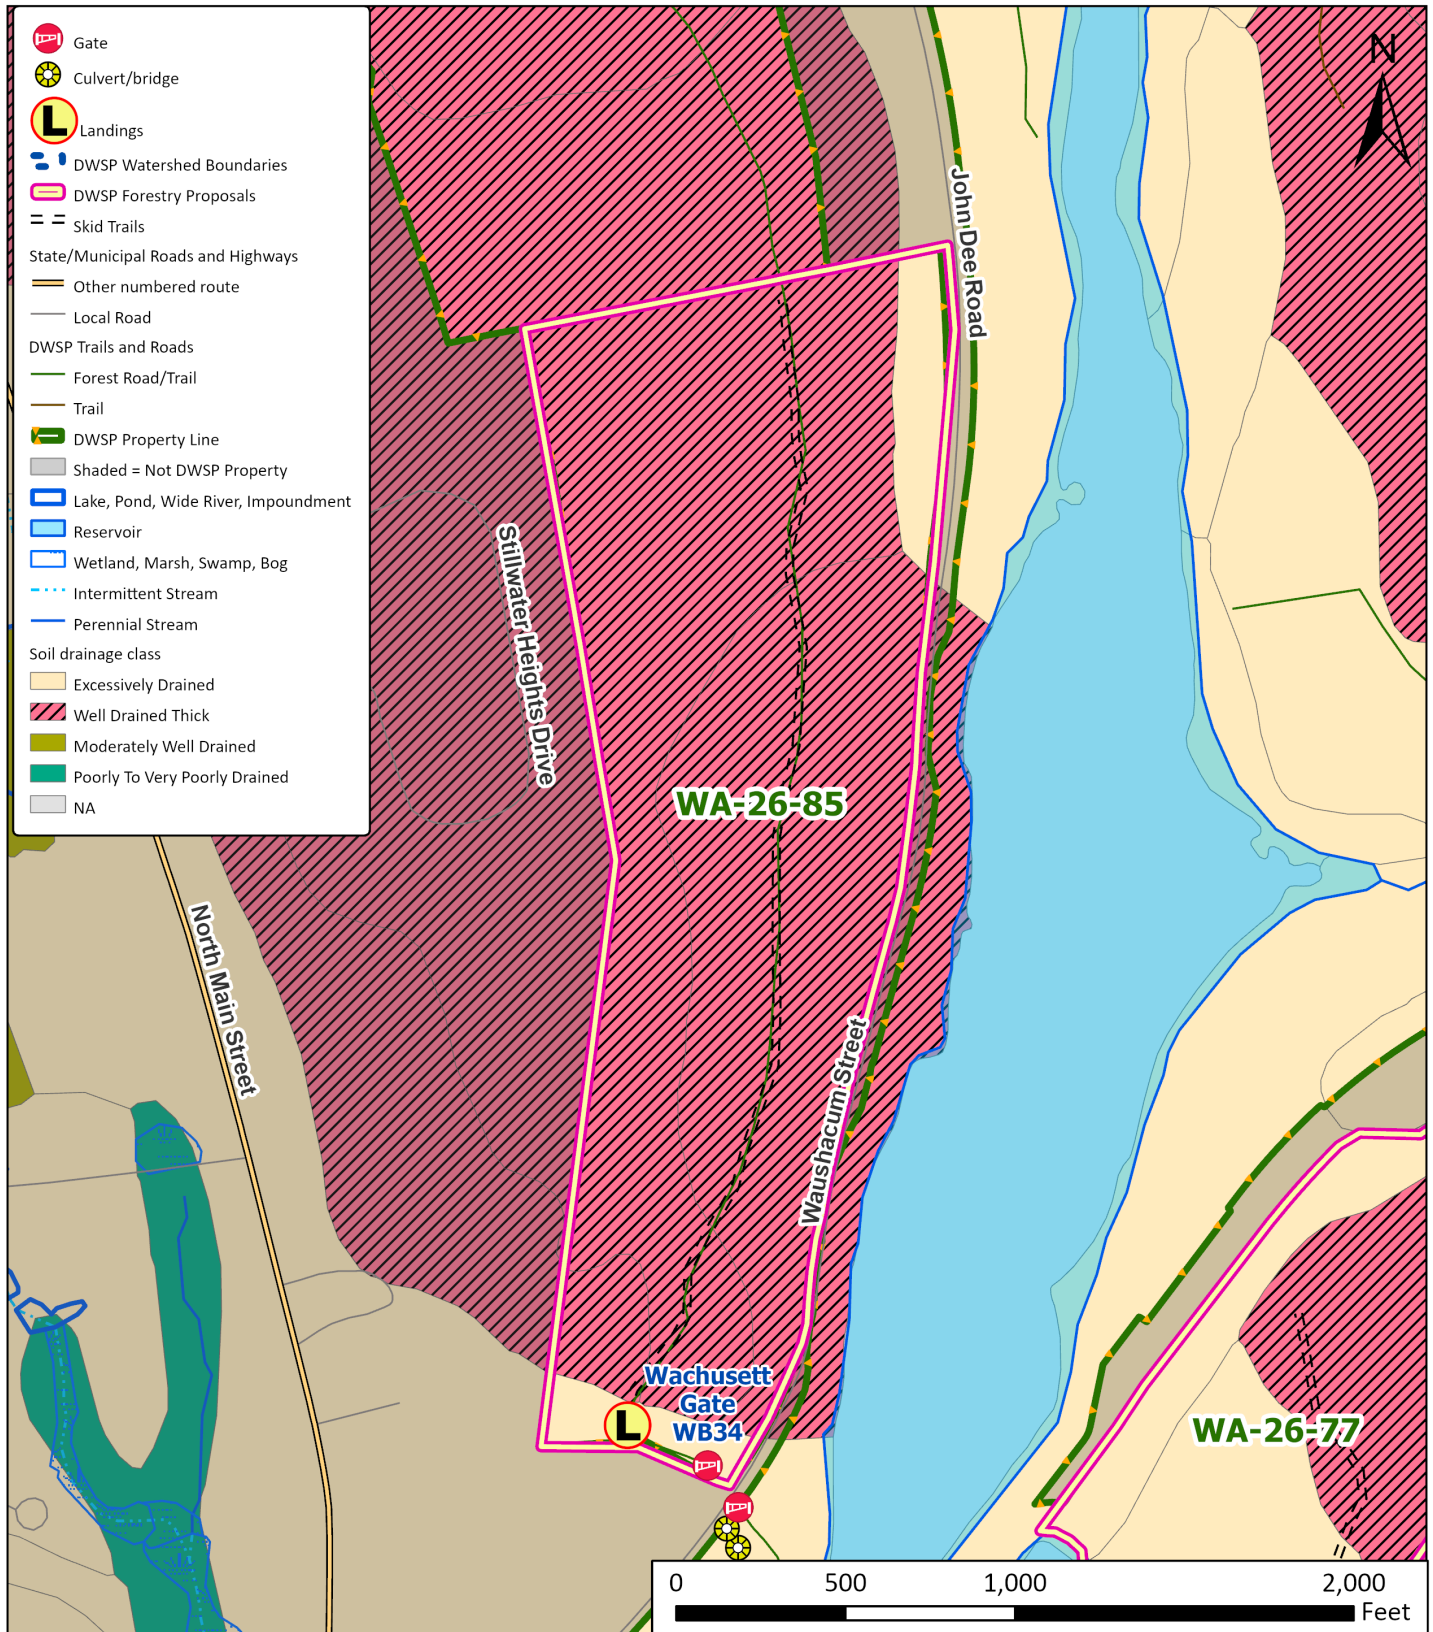 Gate
Culvert/bridge
L
Landings
DWSP Watershed Boundaries
DWSP Forestry Proposals
Skid Trails
State/Municipal Roads and Highways
Other numbered route
Local Road
DWSP Trails and Roads
Forest Road/Trail
Trail
DWSP Property Line
Shaded = Not DWSP Property
Lake, Pond, Wide River, Impoundment
Reservoir
Wetland, Marsh, Swamp, Bog
Intermittent Stream
Perennial Stream
Soil drainage class
Excessively Drained
Well Drained Thick
Moderately Well Drained
Poorly To Very Poorly Drained
NA
N
John Dee Road
Stillwater Heights Drive
WA-26-85
North Main Street
Waushacum Street
Wachusett
Gate
WB34
L
WA-26-77
0 500 1,000 2,000
Feet